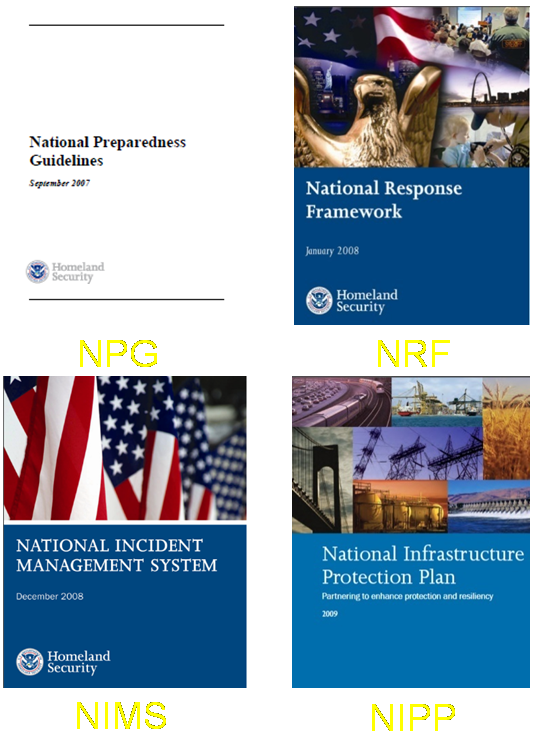 National Preparedness
Guidelines
September 2007
Homeland
Security
NPG
National Response
Framework
January 2008
Homeland
Security
NRF
NATIONAL INCIDENT
MANAGEMENT SYSTEM
December 2008
Homeland
Security
NIMS
National Infrastructure
Protection Plan
Partnering to enhance protection and resiliency
2009
NIPP